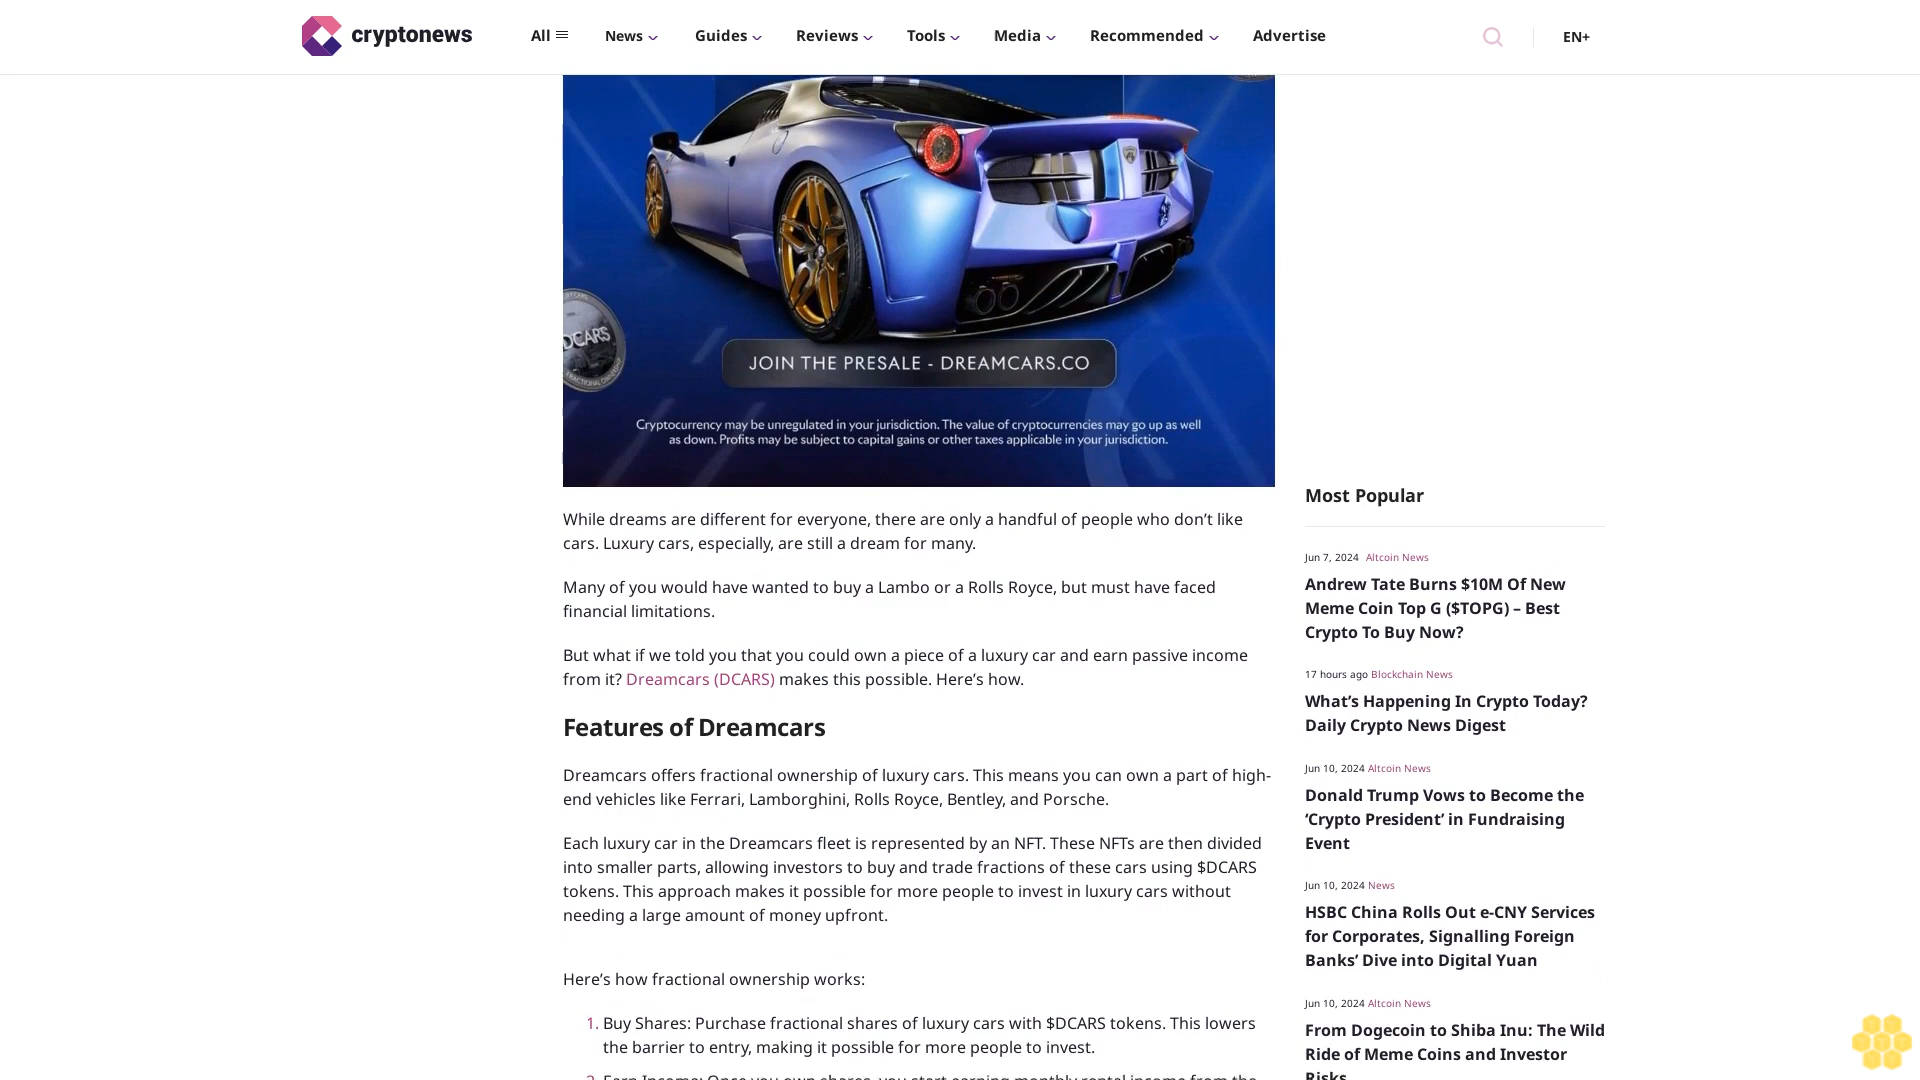 cryptonews
All
News
Guides
Reviews
Tools
Media
Recommended
Advertise
EN+
DCARS
JOIN THE PRESALE - DREAMCARS.CO
Cryptocurrency may be unregulated in your jurisdiction. The value of cryptocurrencies may go up as well
as down. Profits may be subject to capital gains or other taxes applicable in your jurisdiction.
While dreams are different for everyone, there are only a handful of people who don’t like
cars. Luxury cars, especially, are still a dream for many.
Many of you would have wanted to buy a Lambo or a Rolls Royce, but must have faced
financial limitations.
But what if we told you that you could own a piece of a luxury car and earn passive income
from it? Dreamcars (DCARS) makes this possible. Here’s how.
Features of Dreamcars
Dreamcars offers fractional ownership of luxury cars. This means you can own a part of high-
end vehicles like Ferrari, Lamborghini, Rolls Royce, Bentley, and Porsche.
Each luxury car in the Dreamcars fleet is represented by an NFT. These NFTs are then divided
into smaller parts, allowing investors to buy and trade fractions of these cars using $DCARS
tokens. This approach makes it possible for more people to invest in luxury cars without
needing a large amount of money upfront.
Here’s how fractional ownership works:
1. Buy Shares: Purchase fractional shares of luxury cars with $DCARS tokens. This lowers
the barrier to entry, making it possible for more people to invest.
2. Earn Income: Once you own shares, you start earning monthly rental income from the
Most Popular
Jun 7, 2024 Altcoin News
Andrew Tate Burns $10M Of New
Meme Coin Top G ($TOPG) – Best
Crypto To Buy Now?
17 hours ago Blockchain News
What’s Happening In Crypto Today?
Daily Crypto News Digest
Jun 10, 2024 Altcoin News
Donald Trump Vows to Become the
‘Crypto President’ in Fundraising
Event
Jun 10, 2024 News
HSBC China Rolls Out e-CNY Services
for Corporates, Signalling Foreign
Banks’ Dive into Digital Yuan
Jun 10, 2024 Altcoin News
From Dogecoin to Shiba Inu: The Wild
Ride of Meme Coins and Investor
Risks